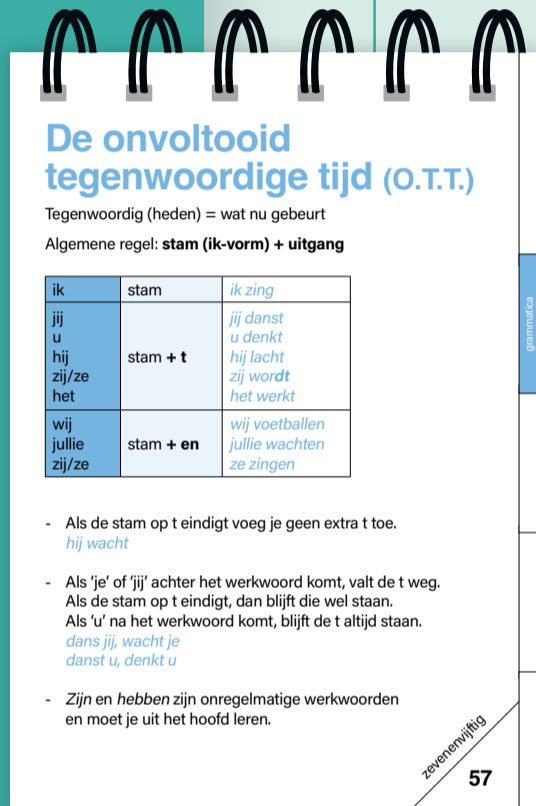 De onvoltooid
tegenwoordige tijd (O.T.T.)
Tegenwoordig (heden) = wat nu gebeurt
Algemene regel: stam (ik-vorm) + uitgang
ik stam ik zing
jij jij danst
u u denkt
hij stam + t hij lacht
zij/ze zij wordt
het het werkt
wij wij voetballen
jullie stam + en jullie wachten
zij/ze ze zingen
- Als de stam op t eindigt voeg je geen extra t toe.
hij wacht
- Als 'je' of 'jij' achter het werkwoord komt, valt de t weg.
Als de stam op t eindigt, dan blijft die wel staan.
Als 'u' na het werkwoord komt, blijft de t altijd staan.
dans jij, wacht je
danst u, denkt u
- Zijn en hebben zijn onregelmatige werkwoorden
en moet je uit het hoofd leren.
grammatica
zevenenvijftig
57